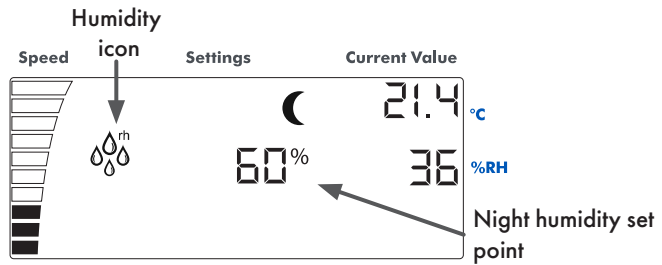 Humidity
icon
Speed Settings Current Value
21.4 °C
rh
60% 36 %RH
Night humidity set
point